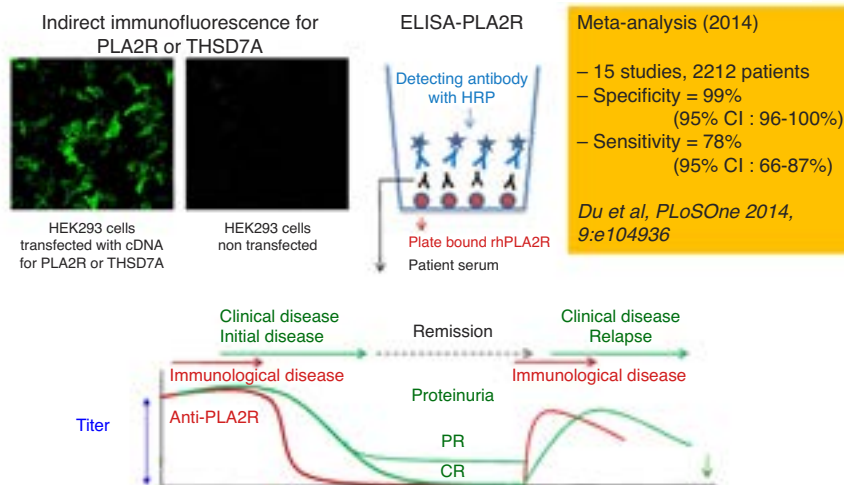 Indirect immunofluorescence for
PLA2R or THSD7A
HEK293 cells
transfected with cDNA
for PLA2R or THSD7A
HEK293 cells
non transfected
ELISA-PLA2R
Detecting antibody
with HRP
Plate bound rhPLA2R
Patient serum
Meta-analysis (2014)
– 15 studies, 2212 patients
– Specificity = 99%
(95% CI : 96-100%)
– Sensitivity = 78%
(95% CI : 66-87%)
Du et al, PLoSOne 2014,
9:e104936
Clinical disease
Initial disease
Remission
Clinical disease
Relapse
Immunological disease
Immunological disease
Proteinuria
Titer
Anti-PLA2R
PR
CR